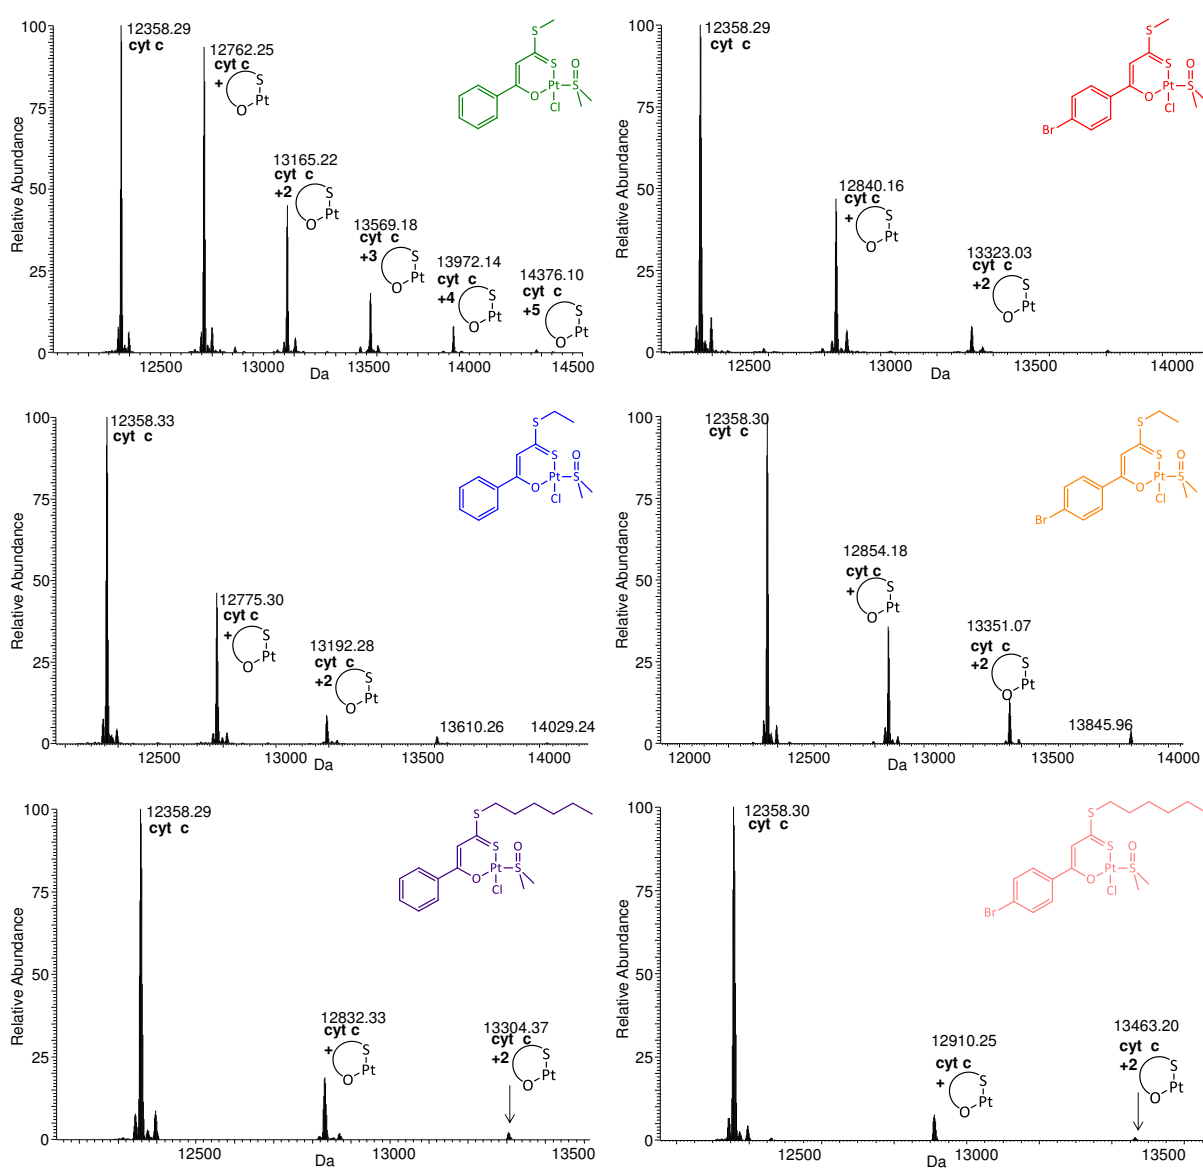 Relative Abundance
100
75
50
25
0
12358.29
cyt c
12762.25
cyt c
+
S
O
Pt
13165.22
cyt c
+2
S
O
Pt
13569.18
cyt c
+3
S
O
Pt
13972.14
cyt c
+4
S
O
Pt
14376.10
cyt c
+5
S
O
Pt
S
S
O
Pt
S
O
Cl
12500
13000
13500
14000
14500
Da
Relative Abundance
100
75
50
25
0
12358.29
cyt c
12840.16
cyt c
+
S
O
Pt
13323.03
cyt c
+2
S
O
Pt
S
S
O
Pt
S
O
Cl
Br
12500
13000
13500
14000
Da
Relative Abundance
100
75
50
25
0
12358.33
cyt c
12775.30
cyt c
+
S
O
Pt
13192.28
cyt c
+2
S
O
Pt
13610.26
14029.24
S
S
O
Pt
S
O
Cl
12500
13000
13500
14000
Da
Relative Abundance
100
75
50
25
0
12358.30
cyt c
12854.18
cyt c
+
S
O
Pt
13351.07
cyt c
+2
S
O
Pt
13845.96
S
S
O
Pt
S
O
Cl
Br
12000
12500
13000
13500
14000
Da
Relative Abundance
100
75
50
25
0
12358.29
cyt c
12832.33
cyt c
+
S
O
Pt
13304.37
cyt c
+2
S
O
Pt
S
S
O
Pt
S
O
Cl
12500
13000
13500
Da
Relative Abundance
100
75
50
25
0
12358.30
cyt c
12910.25
cyt c
+
S
O
Pt
13463.20
cyt c
+2
S
O
Pt
S
S
O
Pt
S
O
Cl
Br
12500
13000
13500
Da